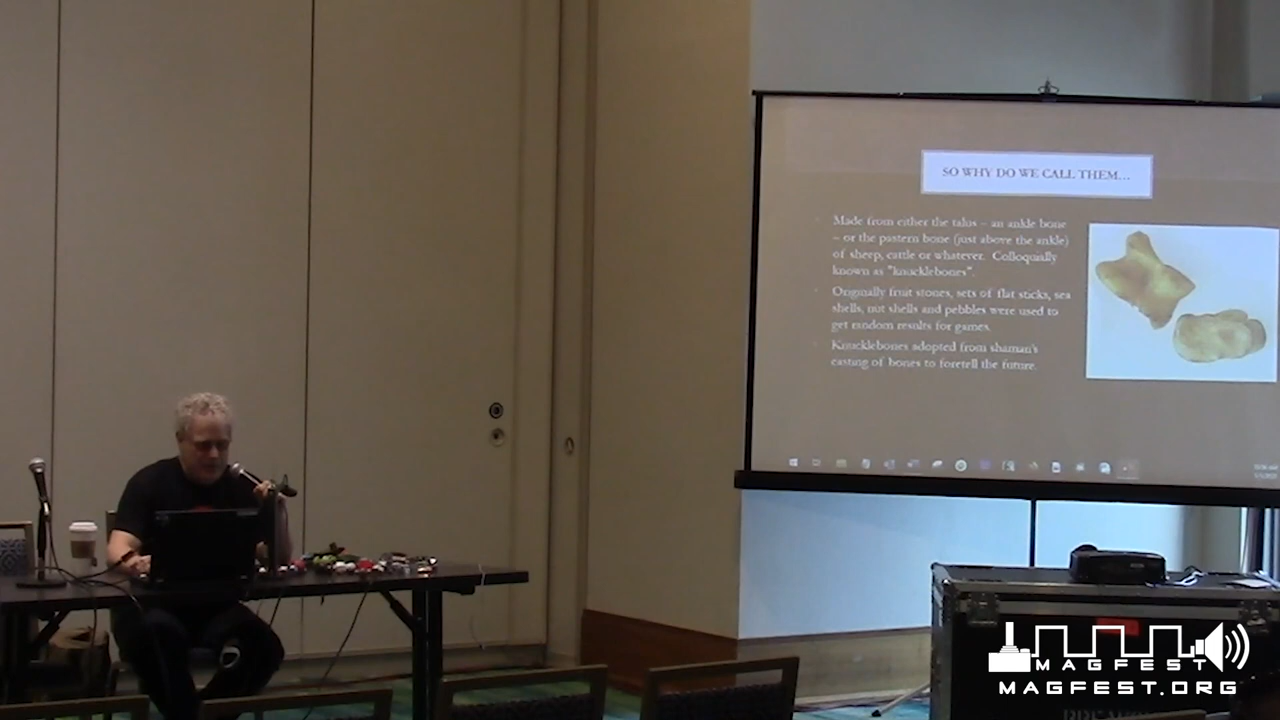 SO WHY DO WE CALL THEM...
Made from either the talus – an ankle bone
– or the pastern bone (just above the ankle)
of sheep, cattle or whatever. Colloquially
known as "knucklebones".
Originally fruit stones, sets of flat sticks, sea
shells, nut shells and pebbles were used to
get random results for games.
Knucklebones adopted from shaman's
casting of bones to foretell the future.
MAGFEST
MAGFEST.ORG